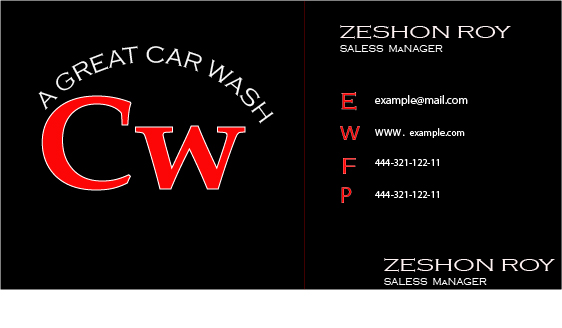 A GREAT CAR WASH
Cw
ZESHON ROY
SALESS MaNAGER
E example@mail.com
W www. example.com
F 444-321-122-11
P 444-321-122-11
ZESHON ROY
SALESS MaNAGER